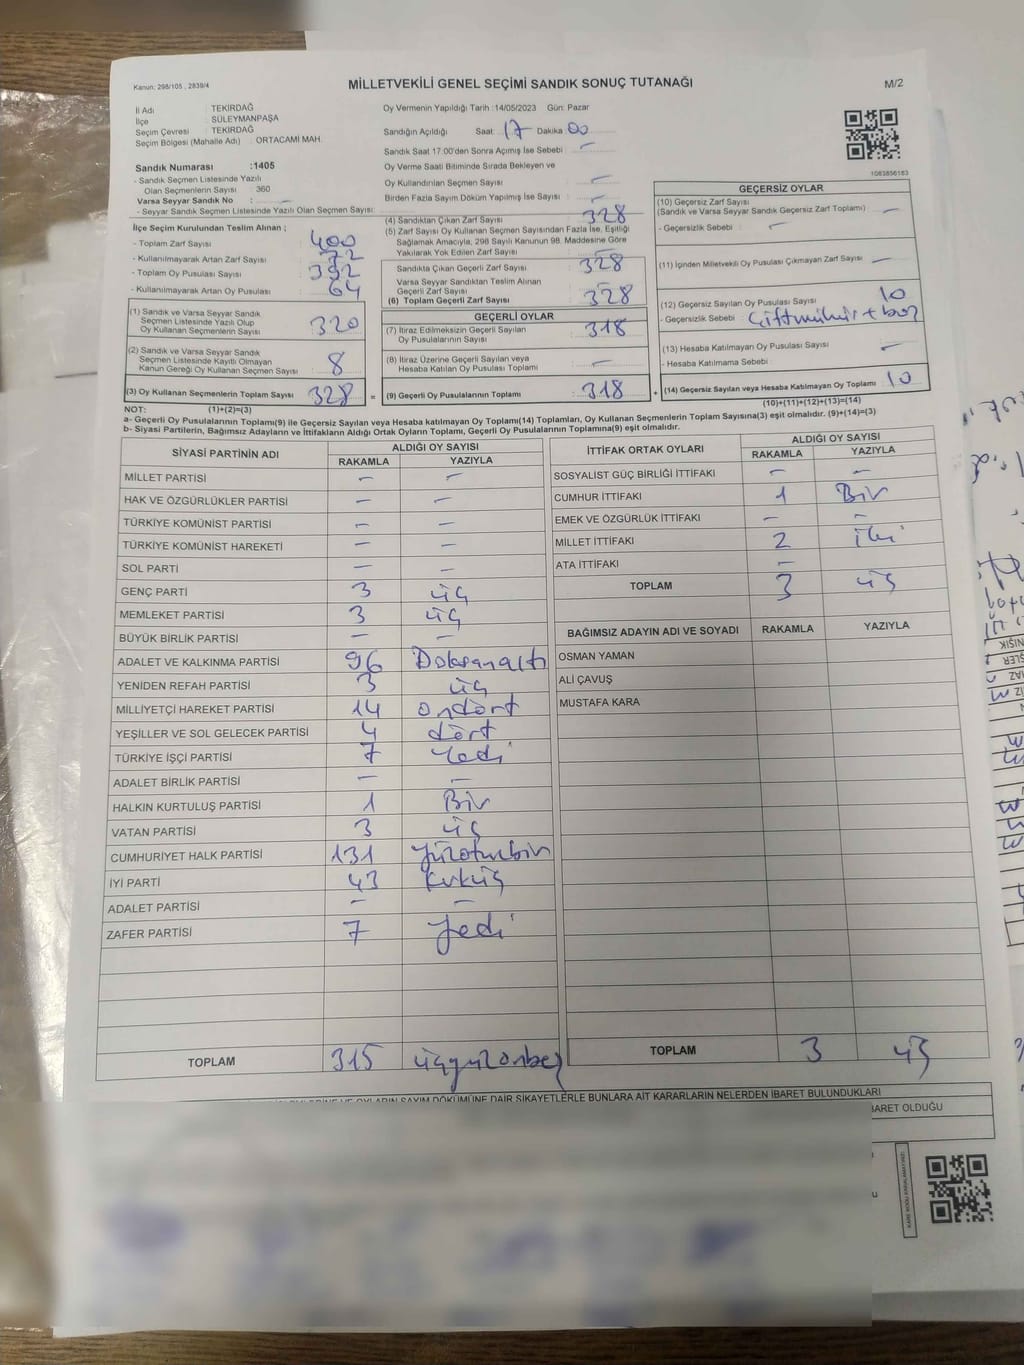 Kanun: 298/105 , 2839/4
MİLLETVEKİLİ GENEL SEÇİMİ SANDIK SONUÇ TUTANAĞI
M/2
İl Adı : TEKİRDAĞ
İlçe : SÜLEYMANPAŞA
Seçim Çevresi : TEKİRDAĞ
Seçim Bölgesi (Mahalle Adı) : ORTACAMİ MAH.
Oy Vermenin Yapıldığı Tarih :14/05/2023 Gün: Pazar
Sandığın Açıldığı Saat: 17 Dakika 00
Sandık Saat 17:00'den Sonra Açımış İse Sebebi : –
Oy Verme Saati Bitiminde Sırada Bekleyen ve
Oy Kullandırılan Seçmen Sayısı –
Birden Fazla Sayım Döküm Yapılmış İse Sayısı : –
1083856183
Sandık Numarası :1405
- Sandık Seçmen Listesinde Yazılı
Olan Seçmenlerin Sayısı : 360
Varsa Seyyar Sandık No : –
- Seyyar Sandık Seçmen Listesinde Yazılı Olan Seçmen Sayısı:
İlçe Seçim Kurulundan Teslim Alınan ;
- Toplam Zarf Sayısı : 400
- Kullanılmayarak Artan Zarf Sayısı : 72
- Toplam Oy Pusulası Sayısı : 392
- Kullanılmayarak Artan Oy Pusulası : 64
(1) Sandık ve Varsa Seyyar Sandık
Seçmen Listesinde Yazılı Olup
Oy Kullanan Seçmenlerin Sayısı : 320
(2) Sandık ve Varsa Seyyar Sandık
Seçmen Listesinde Kayıtlı Olmayan
Kanun Gereği Oy Kullanan Seçmen Sayısı : 8
(3) Oy Kullanan Seçmenlerin Toplam Sayısı : 328 =
(4) Sandıktan Çıkan Zarf Sayısı : 328
(5) Zarf Sayısı Oy Kullanan Seçmen Sayısından Fazla İse, Eşitliği
Sağlamak Amacıyla, 298 Sayılı Kanunun 98. Maddesine Göre
Yakılarak Yok Edilen Zarf Sayısı : –
Sandıkta Çıkan Geçerli Zarf Sayısı : 328
Varsa Seyyar Sandıktan Teslim Alınan
Geçerli Zarf Sayısı : –
(6) Toplam Geçerli Zarf Sayısı : 328
GEÇERLİ OYLAR
(7) İtiraz Edilmeksizin Geçerli Sayılan
Oy Pusulalarının Sayısı : 318
(8) İtiraz Üzerine Geçerli Sayılan veya
Hesaba Katılan Oy Pusulası Toplamı : –
(9) Geçerli Oy Pusulalarının Toplamı : 318 +
GEÇERSİZ OYLAR
(10) Geçersiz Zarf Sayısı
(Sandık ve Varsa Seyyar Sandık Geçersiz Zarf Toplamı) : –
- Geçersizlik Sebebi : –
(11) İçinden Milletvekili Oy Pusulası Çıkmayan Zarf Sayısı : –
(12) Geçersiz Sayılan Oy Pusulası Sayısı : 10
- Geçersizlik Sebebi : Çiftmühür + boş
(13) Hesaba Katılmayan Oy Pusulası Sayısı : –
- Hesaba Katılmama Sebebi :
(14) Geçersiz Sayılan veya Hesaba Katılmayan Oy Toplamı : 10
NOT: (1)+(2)=(3)
(10)+(11)+(12)+(13)=(14)
a- Geçerli Oy Pusulalarının Toplamı(9) ile Geçersiz Sayılan veya Hesaba katılmayan Oy Toplamı(14) Toplamları, Oy Kullanan Seçmenlerin Toplam Sayısına(3) eşit olmalıdır. (9)+(14)=(3)
b- Siyasi Partilerin, Bağımsız Adayların ve İttifakların Aldığı Ortak Oyların Toplamı, Geçerli Oy Pusulalarının Toplamına(9) eşit olmalıdır.
SİYASİ PARTİNİN ADI ALDIĞI OY SAYISI
RAKAMLA YAZIYLA
MİLLET PARTİSİ – –
HAK VE ÖZGÜRLÜKLER PARTİSİ – –
TÜRKİYE KOMÜNİST PARTİSİ – –
TÜRKİYE KOMÜNİST HAREKETİ – –
SOL PARTİ – –
GENÇ PARTİ 3 üç
MEMLEKET PARTİSİ 3 üç
BÜYÜK BİRLİK PARTİSİ – –
ADALET VE KALKINMA PARTİSİ 96 Doksanaltı
YENİDEN REFAH PARTİSİ 3 üç
MİLLİYETÇİ HAREKET PARTİSİ 14 ondört
YEŞİLLER VE SOL GELECEK PARTİSİ 4 dört
TÜRKİYE İŞÇİ PARTİSİ 7 Yedi
ADALET BİRLİK PARTİSİ – –
HALKIN KURTULUŞ PARTİSİ 1 Bir
VATAN PARTİSİ 3 üç
CUMHURİYET HALK PARTİSİ 131 yüzotuzbir
İYİ PARTİ 43 kırküç
ADALET PARTİSİ – –
ZAFER PARTİSİ 7 yedi
TOPLAM 315 üçyüzonbeş
İTTİFAK ORTAK OYLARI ALDIĞI OY SAYISI
RAKAMLA YAZIYLA
SOSYALİST GÜÇ BİRLİĞİ İTTİFAKI – –
CUMHUR İTTİFAKI 1 Bir
EMEK VE ÖZGÜRLÜK İTTİFAKI – –
MİLLET İTTİFAKI 2 iki
ATA İTTİFAKI –
TOPLAM 3 üç
BAĞIMSIZ ADAYIN ADI VE SOYADI RAKAMLA YAZIYLA
OSMAN YAMAN
ALİ ÇAVUŞ
MUSTAFA KARA
TOPLAM 3 üç
VE OYLARIN SAYIM DÖKÜMÜNE DAİR ŞİKAYETLERLE BUNLARA AİT KARARLARIN NELERDEN İBARET BULUNDUKLARI
BARET OLDUĞU